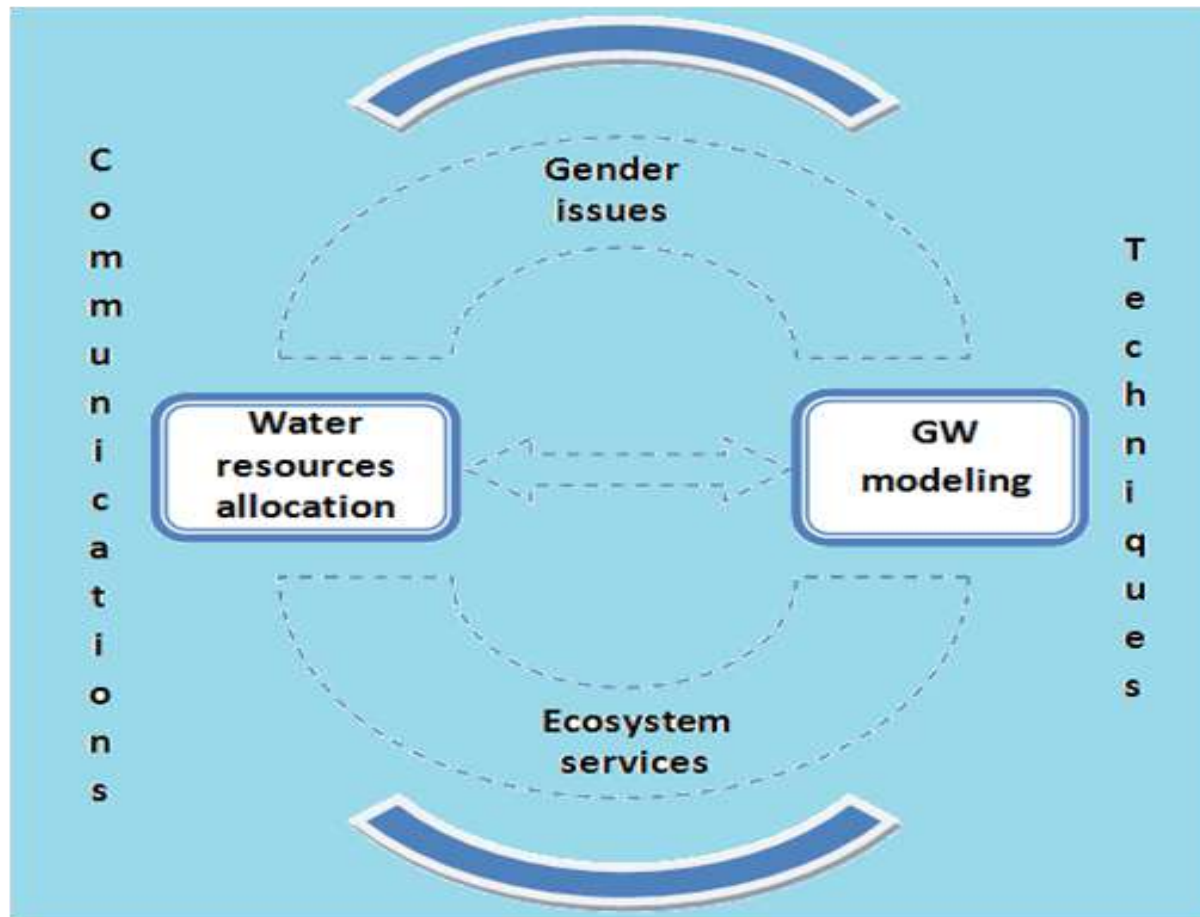 Communications
Gender
issues
Techniques
Water
resources
allocation
GW
modeling
Ecosystem
services